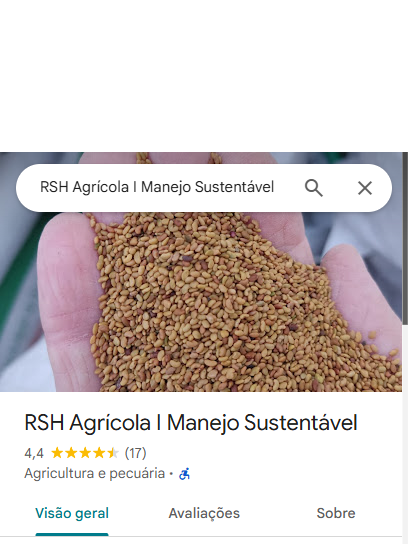 RSH Agrícola I Manejo Sustentável
RSH Agrícola I Manejo Sustentável
4,4 (17)
Agricultura e pecuária ·
Visão geral Avaliações Sobre